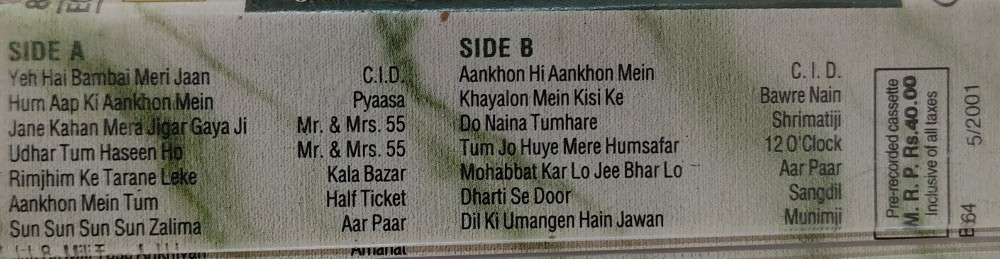 SIDE A
Yeh Hai Bambai Meri Jaan C.I.D.
Hum Aap Ki Aankhon Mein Pyaasa
Jane Kahan Mera Jigar Gaya Ji Mr. & Mrs. 55
Udhar Tum Haseen Ho Mr. & Mrs. 55
Rimjhim Ke Tarane Leke Kala Bazar
Aankhon Mein Tum Half Ticket
Sun Sun Sun Sun Zalima Aar Paar
SIDE B
Aankhon Hi Aankhon Mein C. I. D.
Khayalon Mein Kisi Ke Bawre Nain
Do Naina Tumhare Shrimatiji
Tum Jo Huye Mere Humsafar 12 O'Clock
Mohabbat Kar Lo Jee Bhar Lo Aar Paar
Dharti Se Door Sangdil
Dil Ki Umangen Hain Jawan Munimji
Pre-recorded cassette
M. R. P. Rs.40.00
Inclusive of all taxes
E:64 5/2001
Amanat